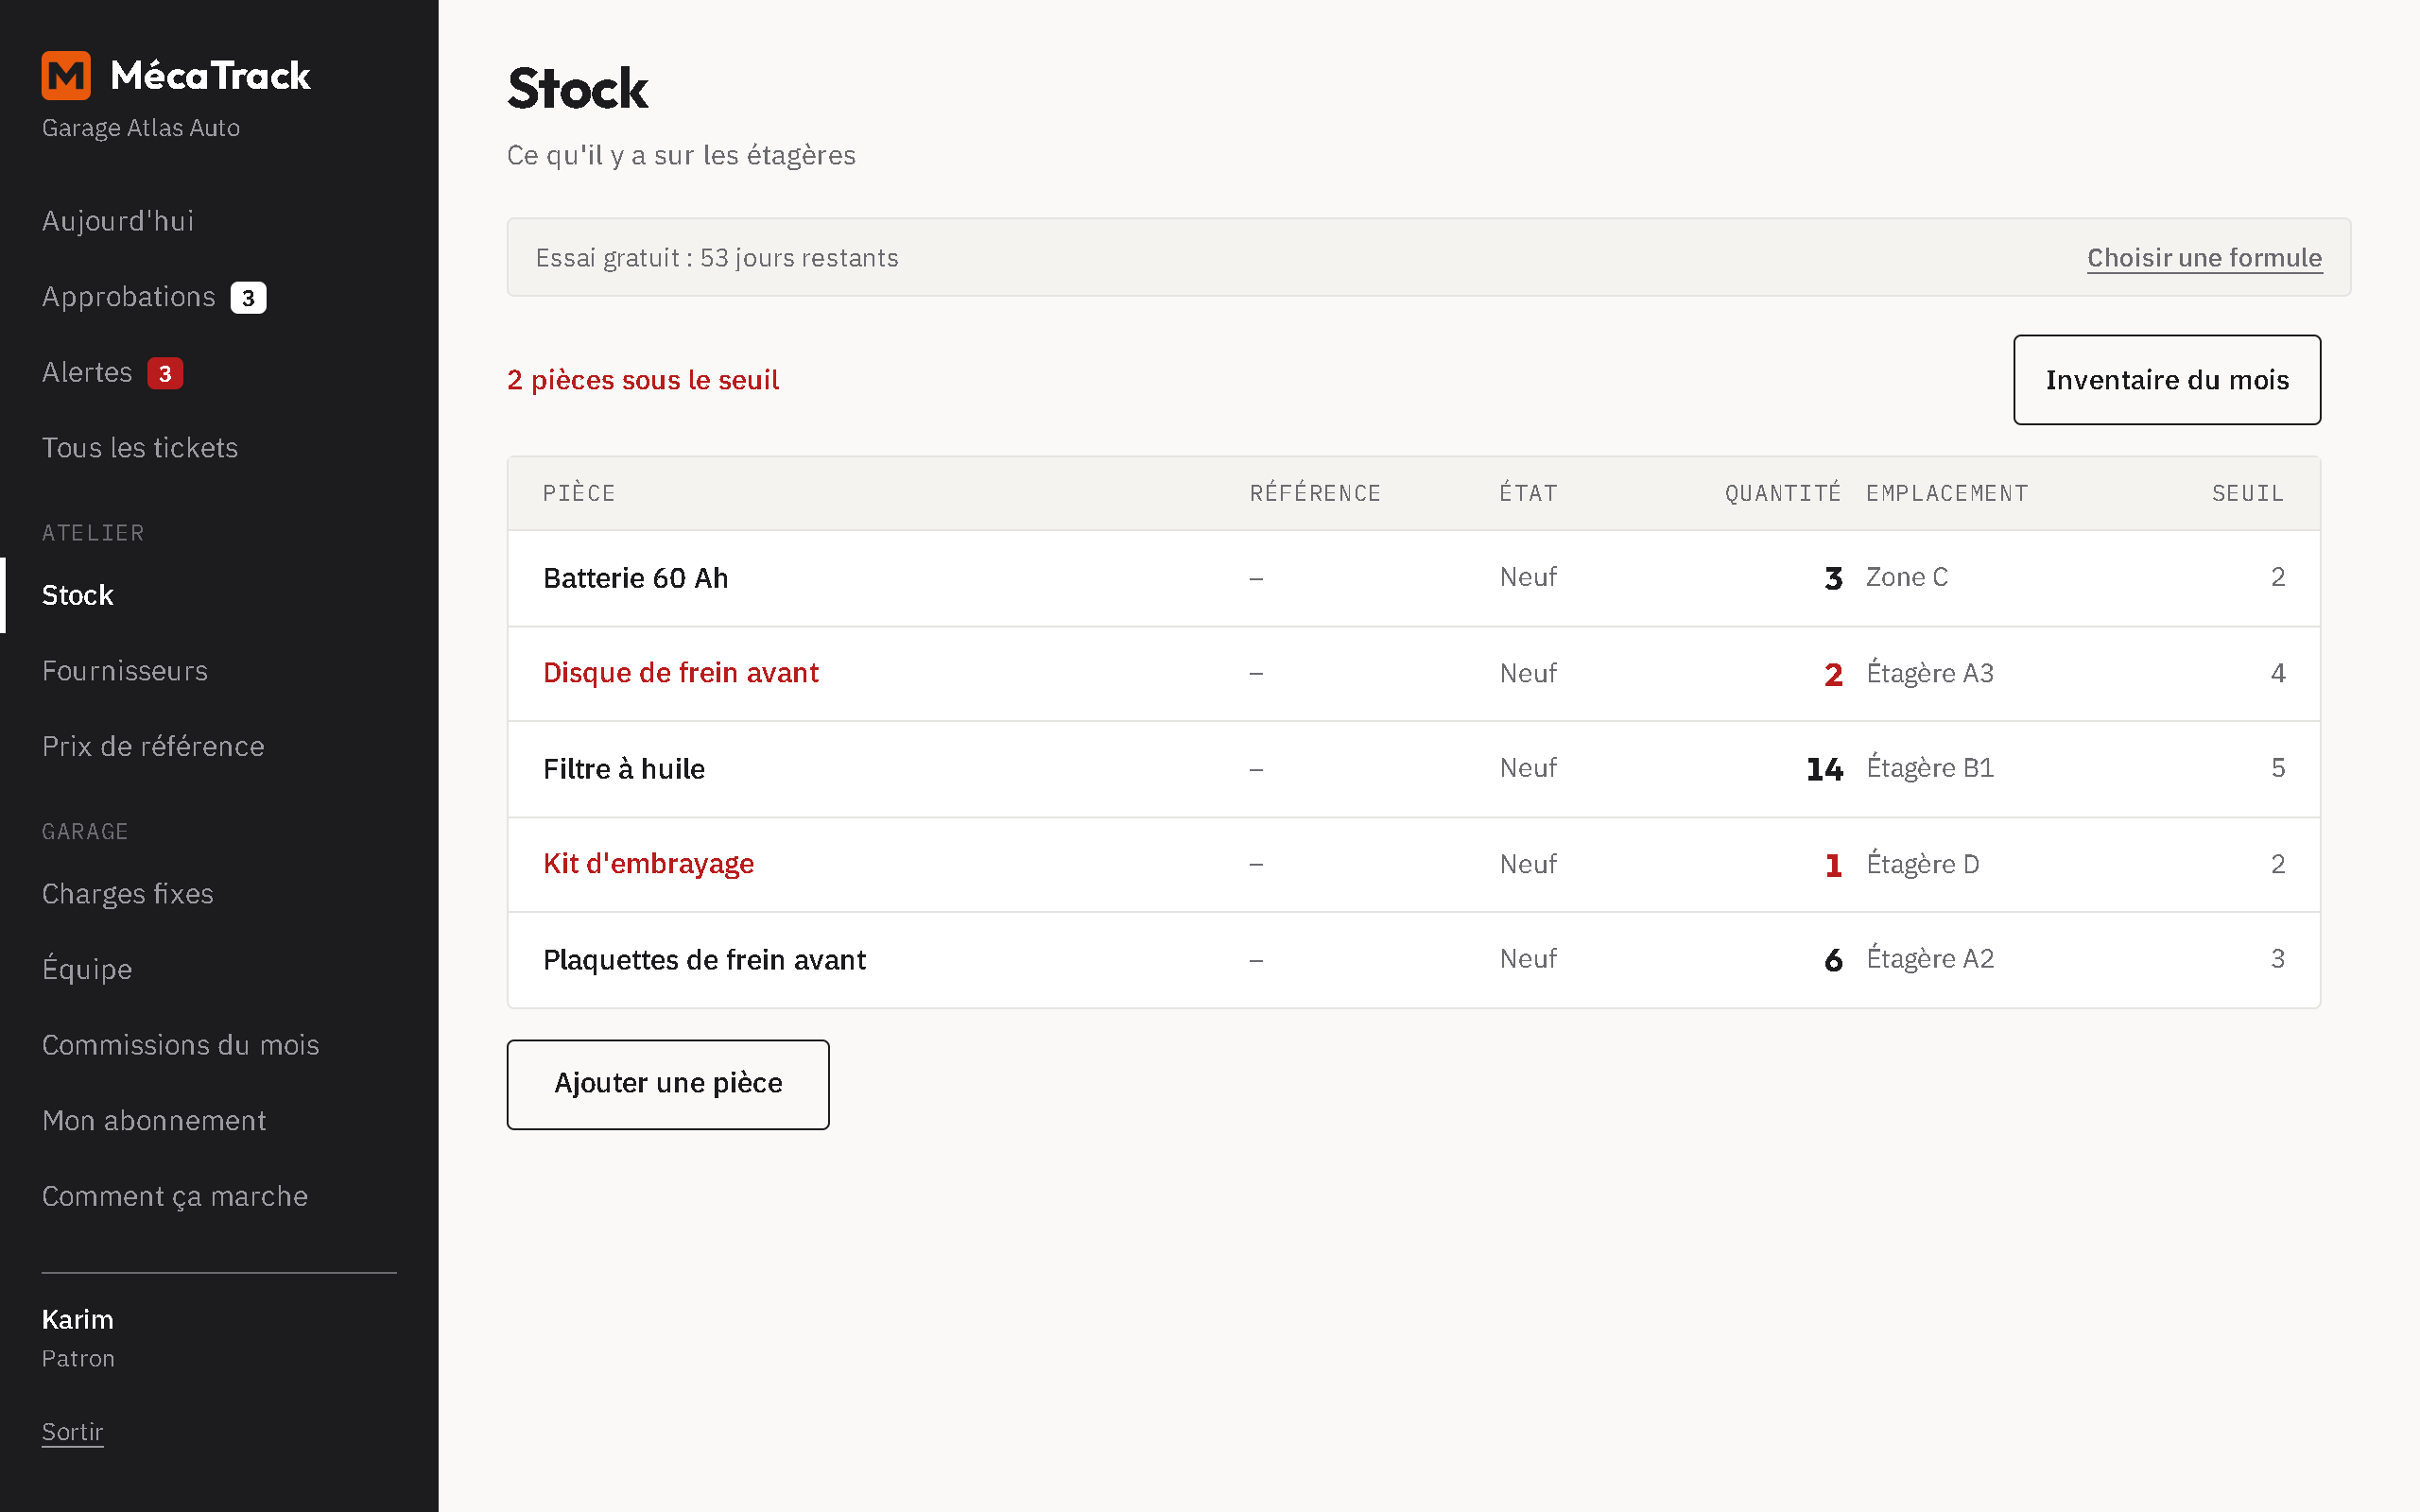 M MécaTrack
Garage Atlas Auto
Aujourd'hui
Approbations 3
Alertes 3
Tous les tickets
ATELIER
Stock
Fournisseurs
Prix de référence
GARAGE
Charges fixes
Équipe
Commissions du mois
Mon abonnement
Comment ça marche
Karim
Patron
Sortir
Stock
Ce qu'il y a sur les étagères
Essai gratuit : 53 jours restants Choisir une formule
2 pièces sous le seuil Inventaire du mois
PIÈCE RÉFÉRENCE ÉTAT QUANTITÉ EMPLACEMENT SEUIL
Batterie 60 Ah – Neuf 3 Zone C 2
Disque de frein avant – Neuf 2 Étagère A3 4
Filtre à huile – Neuf 14 Étagère B1 5
Kit d'embrayage – Neuf 1 Étagère D 2
Plaquettes de frein avant – Neuf 6 Étagère A2 3
Ajouter une pièce